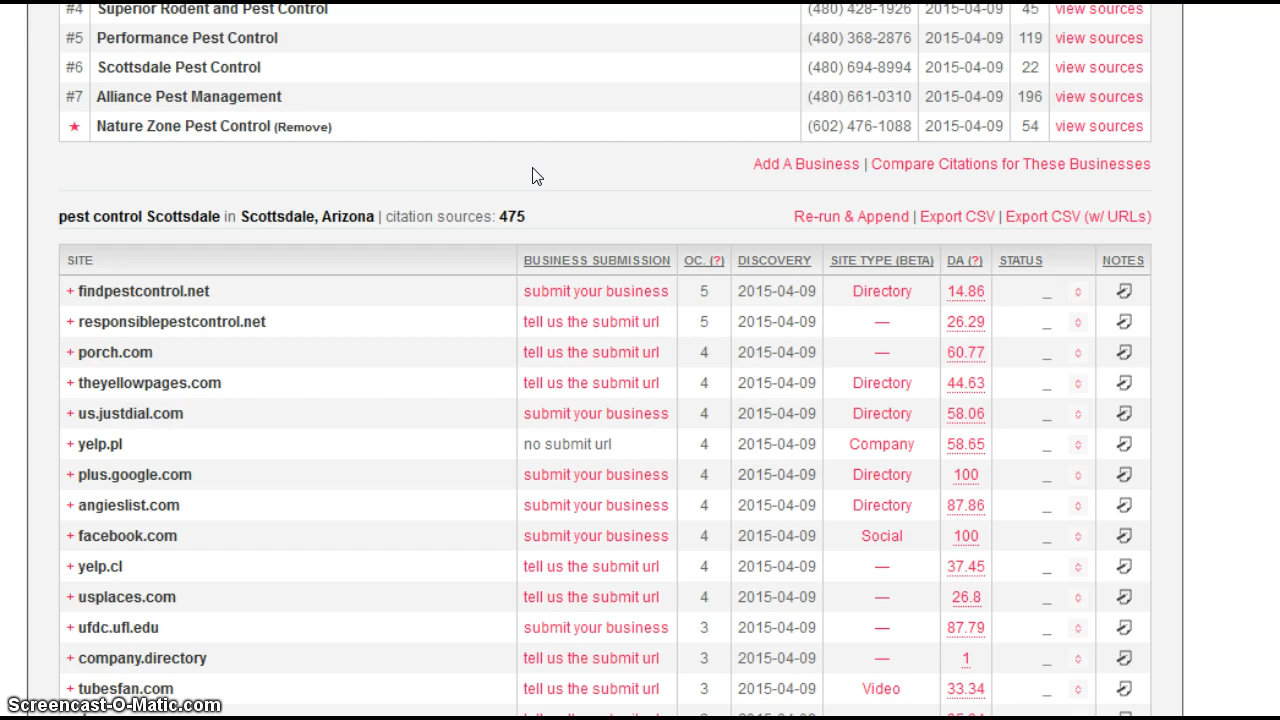 #4 Superior Rodent and Pest Control (480) 428-1926 2015-04-09 45 view sources
#5 Performance Pest Control (480) 368-2876 2015-04-09 119 view sources
#6 Scottsdale Pest Control (480) 694-8994 2015-04-09 22 view sources
#7 Alliance Pest Management (480) 661-0310 2015-04-09 196 view sources
★ Nature Zone Pest Control (Remove) (602) 476-1088 2015-04-09 54 view sources
Add A Business | Compare Citations for These Businesses
pest control Scottsdale in Scottsdale, Arizona | citation sources: 475 Re-run & Append | Export CSV | Export CSV (w/ URLs)
SITE BUSINESS SUBMISSION OC. (?) DISCOVERY SITE TYPE (BETA) DA (?) STATUS NOTES
+ findpestcontrol.net submit your business 5 2015-04-09 Directory 14.86 _
+ responsiblepestcontrol.net tell us the submit url 5 2015-04-09 — 26.29 _
+ porch.com tell us the submit url 4 2015-04-09 — 60.77 _
+ theyellowpages.com tell us the submit url 4 2015-04-09 Directory 44.63 _
+ us.justdial.com submit your business 4 2015-04-09 Directory 58.06 _
+ yelp.pl no submit url 4 2015-04-09 Company 58.65 _
+ plus.google.com submit your business 4 2015-04-09 Directory 100 _
+ angieslist.com submit your business 4 2015-04-09 Directory 87.86 _
+ facebook.com submit your business 4 2015-04-09 Social 100 _
+ yelp.cl tell us the submit url 4 2015-04-09 — 37.45 _
+ usplaces.com tell us the submit url 4 2015-04-09 — 26.8 _
+ ufdc.ufl.edu submit your business 3 2015-04-09 — 87.79 _
+ company.directory tell us the submit url 3 2015-04-09 — 1 _
+ tubesfan.com tell us the submit url 3 2015-04-09 Video 33.34 _
Screencast-O-Matic.com